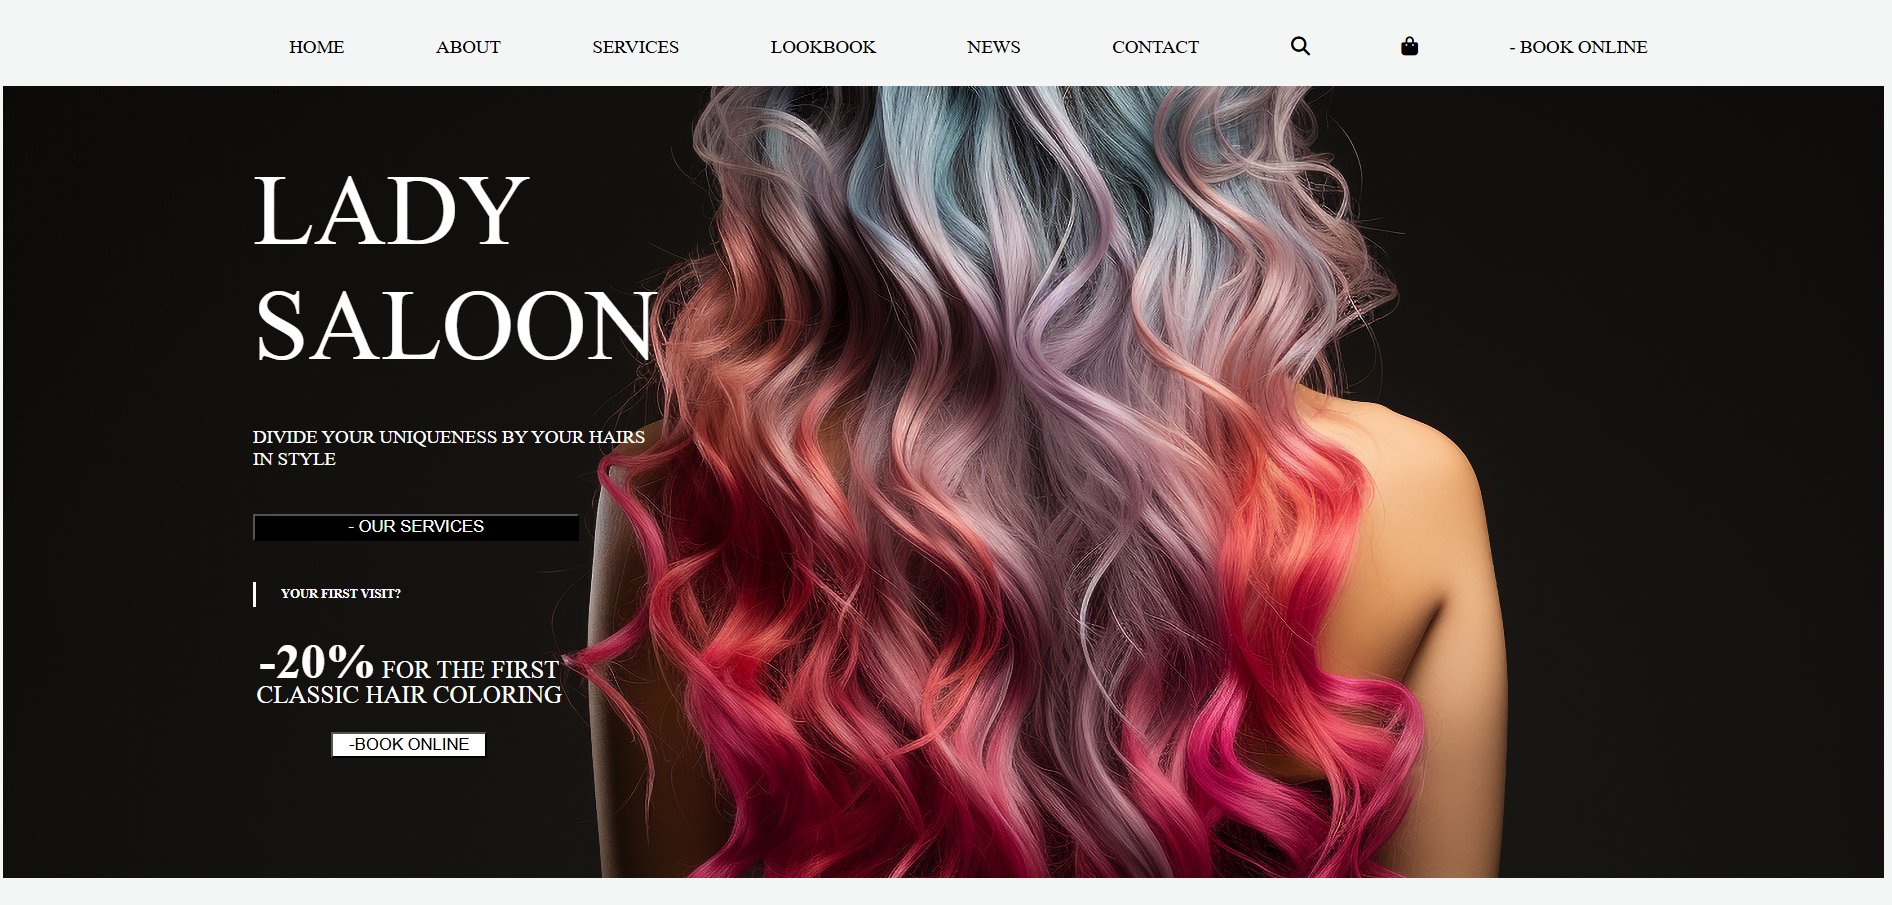 HOME ABOUT SERVICES LOOKBOOK NEWS CONTACT - BOOK ONLINE
LADY
SALOON
DIVIDE YOUR UNIQUENESS BY YOUR HAIRS
IN STYLE
- OUR SERVICES
YOUR FIRST VISIT?
-20% FOR THE FIRST
CLASSIC HAIR COLORING
-BOOK ONLINE